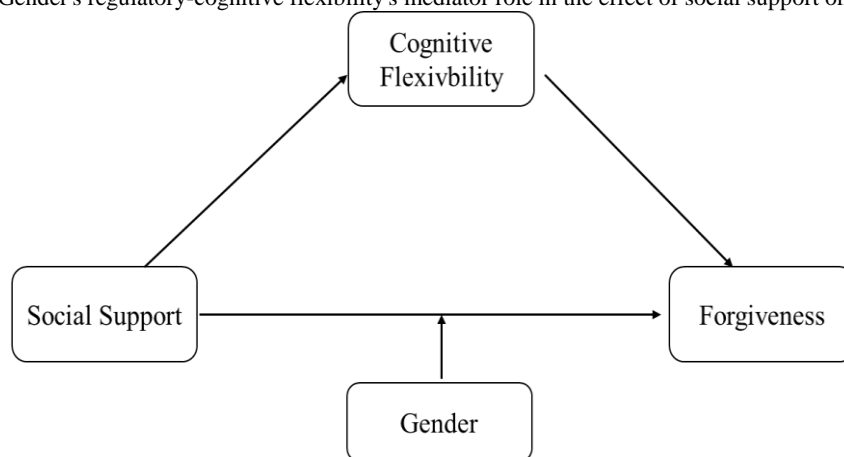 Gender's regulatory-cognitive flexibility's mediator role in the effect of social support on
Cognitive
Flexivbility
Social Support
Forgiveness
Gender